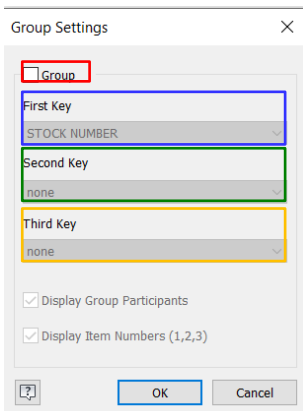 Group Settings
Group
First Key
STOCK NUMBER
Second Key
none
Third Key
none
Display Group Participants
Display Item Numbers (1,2,3)
?
OK Cancel